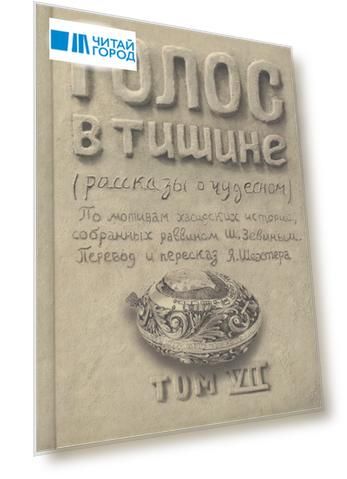 ЧИТАЙ
ГОРОД
ГОЛОС
в тишине
(рассказы о чудесном)
По мотивам хасидских историй,
собранных раввином Ш. Зевиным.
Перевод и пересказ Я. Шехтера
ТОМ VII